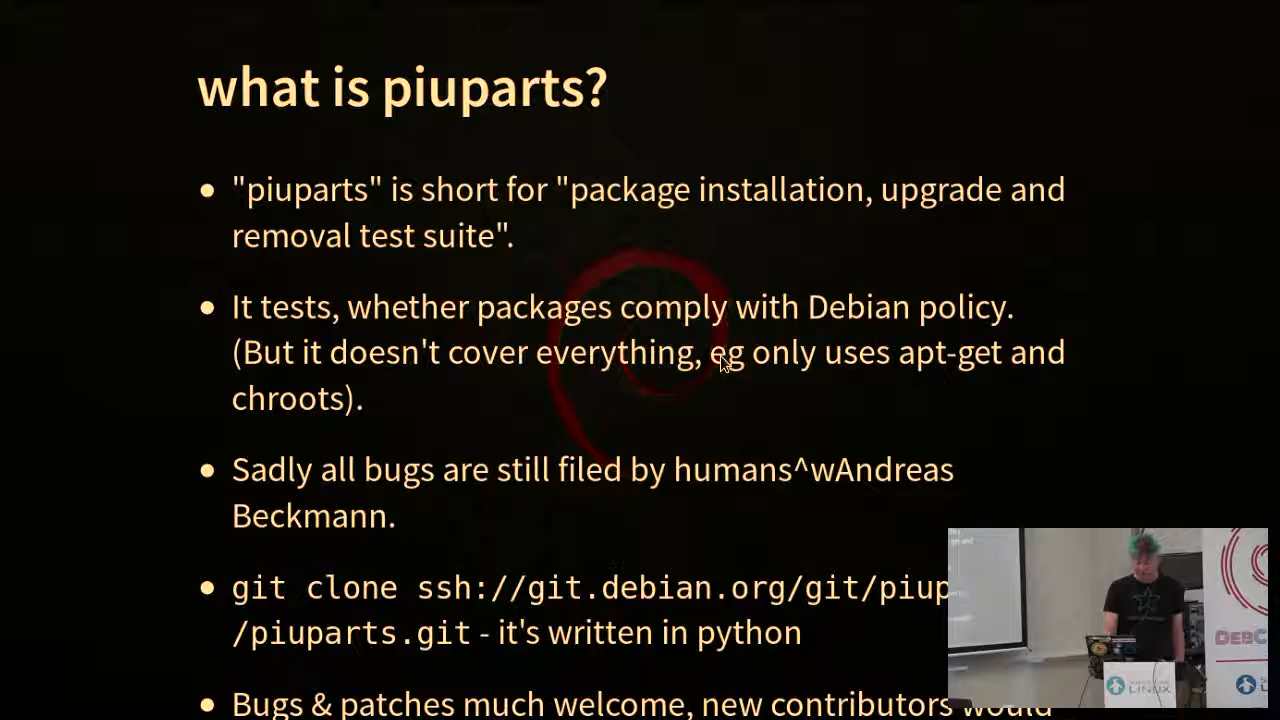 what is piuparts?
• "piuparts" is short for "package installation, upgrade and
removal test suite".
• It tests, whether packages comply with Debian policy.
(But it doesn't cover everything, eg only uses apt-get and
chroots).
• Sadly all bugs are still filed by humans^wAndreas
Beckmann.
• git clone ssh://git.debian.org/git/piup
/piuparts.git - it's written in python
• Bugs & patches much welcome, new contributors would
DEBC
LINUX